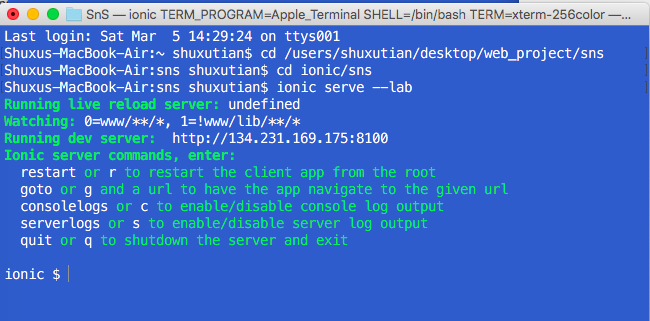 SnS — ionic TERM_PROGRAM=Apple_Terminal SHELL=/bin/bash TERM=xterm-256color —...
Last login: Sat Mar  5 14:29:24 on ttys001
Shuxus-MacBook-Air:~ shuxutian$ cd /users/shuxutian/desktop/web_project/sns
Shuxus-MacBook-Air:sns shuxutian$ cd ionic/sns
Shuxus-MacBook-Air:sns shuxutian$ ionic serve --lab
Running live reload server: undefined
Watching: 0=www/**/*, 1=!www/lib/**/*
Running dev server:  http://134.231.169.175:8100
Ionic server commands, enter:
  restart or r to restart the client app from the root
  goto or g and a url to have the app navigate to the given url
  consolelogs or c to enable/disable console log output
  serverlogs or s to enable/disable server log output
  quit or q to shutdown the server and exit
ionic $